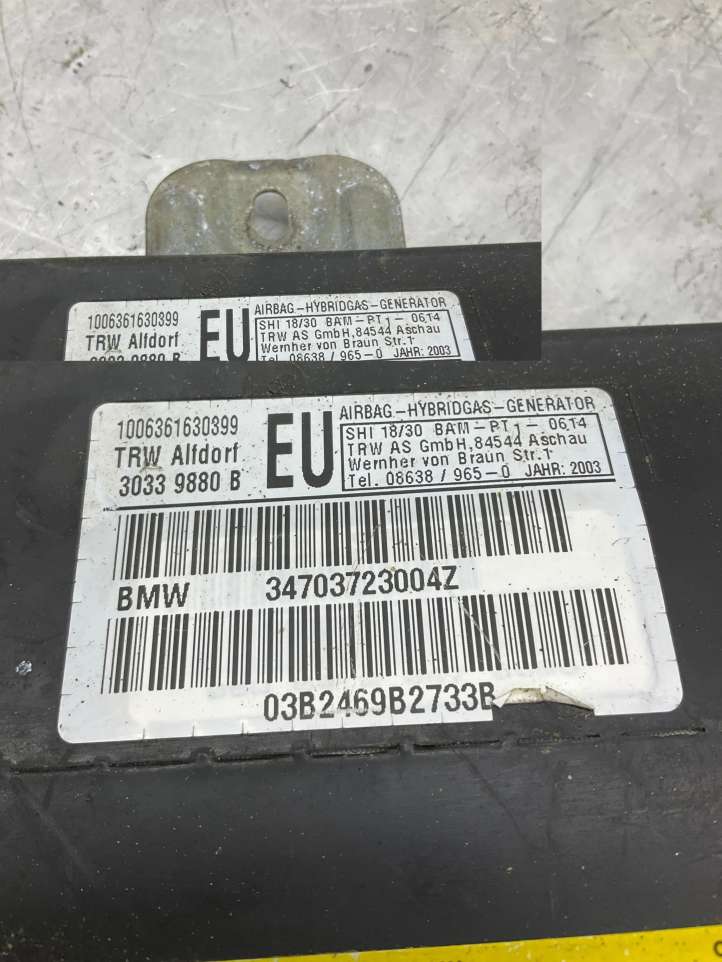 1006361630399
TRW Alfdorf
3033 9880 B
EU
AIRBAG-HYBRIDGAS-GENERATOR
SHI 18/30 BAM-PT1- 0614
TRW AS GmbH, 84544 Aschau
Wernher von Braun Str.1
Tel. 08638 / 965-0 JAHR: 2003
1006361630399
TRW Alfdorf
3033 9880 B
EU
AIRBAG-HYBRIDGAS-GENERATOR
SHI 18/30 BAM-PT1- 0614
TRW AS GmbH,84544 Aschau
Wernher von Braun Str.1
Tel. 08638 / 965-0 JAHR: 2003
BMW 34703723004Z
03B2469B2733B